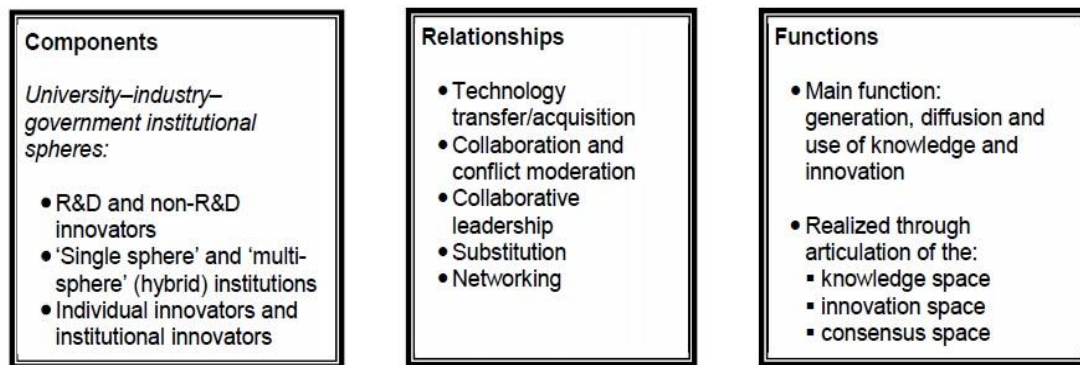 Components
University–industry–
government institutional
spheres:
• R&D and non-R&D
innovators
• ‘Single sphere’ and ‘multi-
sphere’ (hybrid) institutions
• Individual innovators and
institutional innovators
Relationships
• Technology
transfer/acquisition
• Collaboration and
conflict moderation
• Collaborative
leadership
• Substitution
• Networking
Functions
• Main function:
generation, diffusion and
use of knowledge and
innovation
• Realized through
articulation of the:
▪ knowledge space
▪ innovation space
▪ consensus space